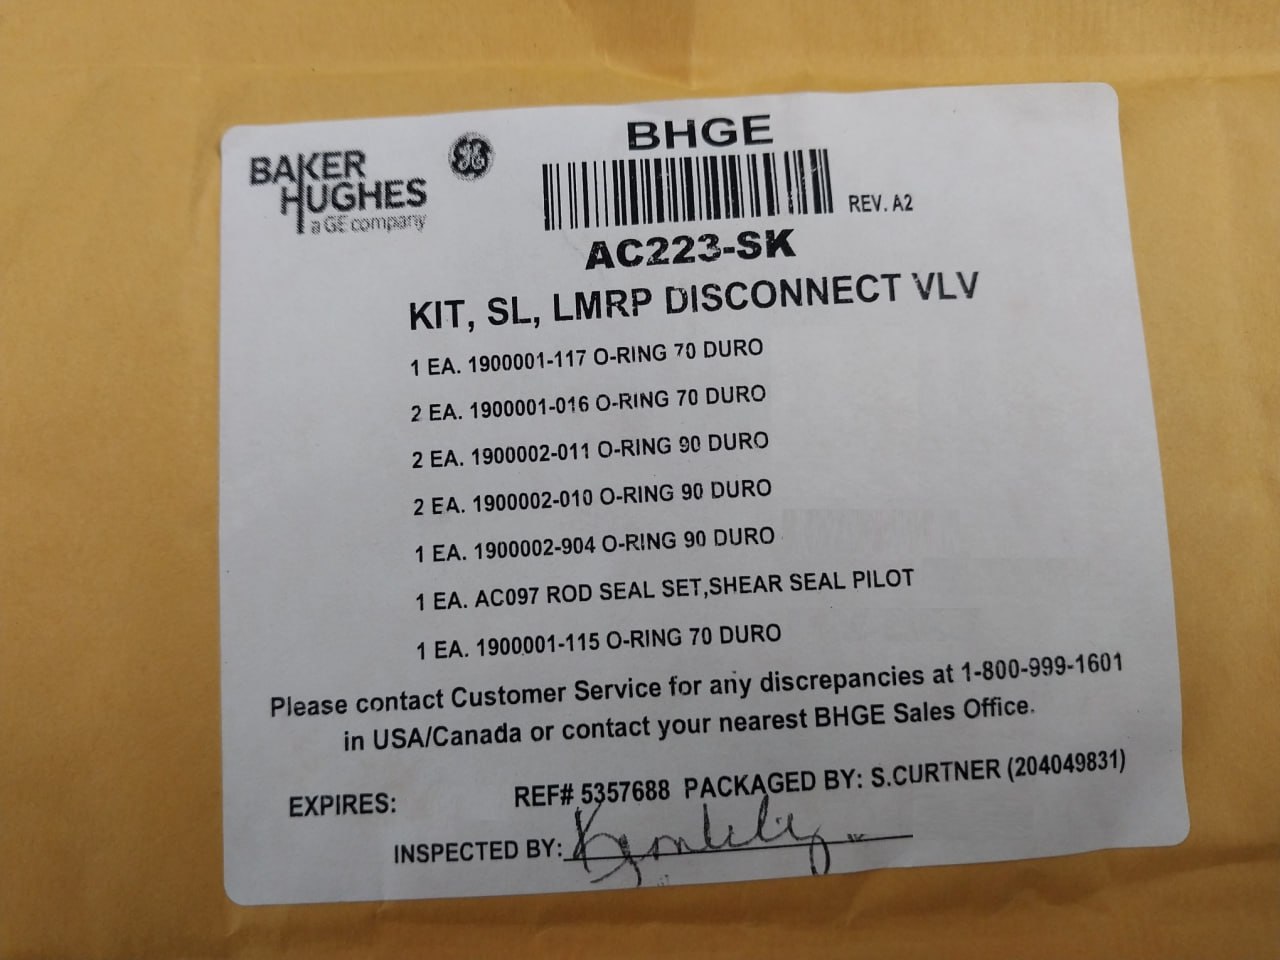 BAKER
HUGHES
a GE company
GE
BHGE
REV. A2
AC223-SK
KIT, SL, LMRP DISCONNECT VLV
1 EA. 1900001-117 O-RING 70 DURO
2 EA. 1900001-016 O-RING 70 DURO
2 EA. 1900002-011 O-RING 90 DURO
2 EA. 1900002-010 O-RING 90 DURO
1 EA. 1900002-904 O-RING 90 DURO
1 EA. AC097 ROD SEAL SET,SHEAR SEAL PILOT
1 EA. 1900001-115 O-RING 70 DURO
Please contact Customer Service for any discrepancies at 1-800-999-1601
in USA/Canada or contact your nearest BHGE Sales Office.
EXPIRES: REF# 5357688 PACKAGED BY: S.CURTNER (204049831)
INSPECTED BY: